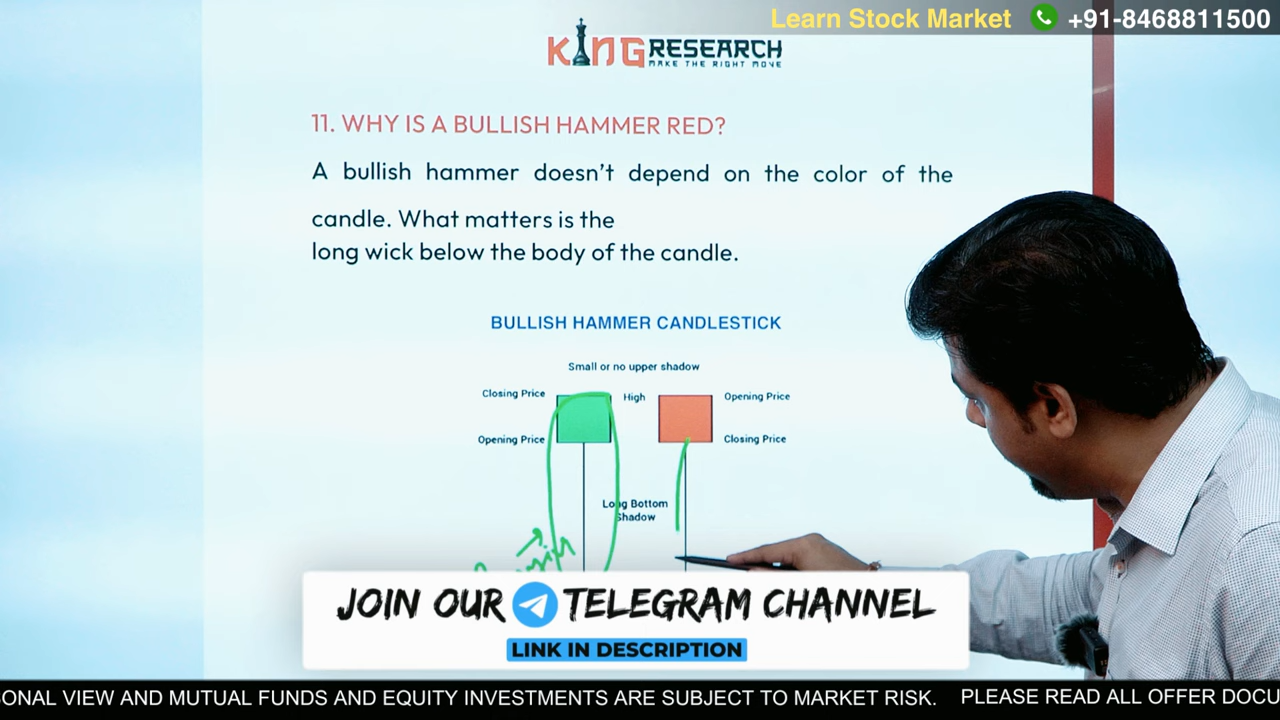 Learn Stock Market +91-8468811500
KING RESEARCH
MAKE THE RIGHT MOVE
11. WHY IS A BULLISH HAMMER RED?
A bullish hammer doesn't depend on the color of the
candle. What matters is the
long wick below the body of the candle.
BULLISH HAMMER CANDLESTICK
Small or no upper shadow
Closing Price High Opening Price
Opening Price Closing Price
Long Bottom
Shadow
JOIN OUR TELEGRAM CHANNEL
LINK IN DESCRIPTION
SONAL VIEW AND MUTUAL FUNDS AND EQUITY INVESTMENTS ARE SUBJECT TO MARKET RISK. PLEASE READ ALL OFFER DOCU